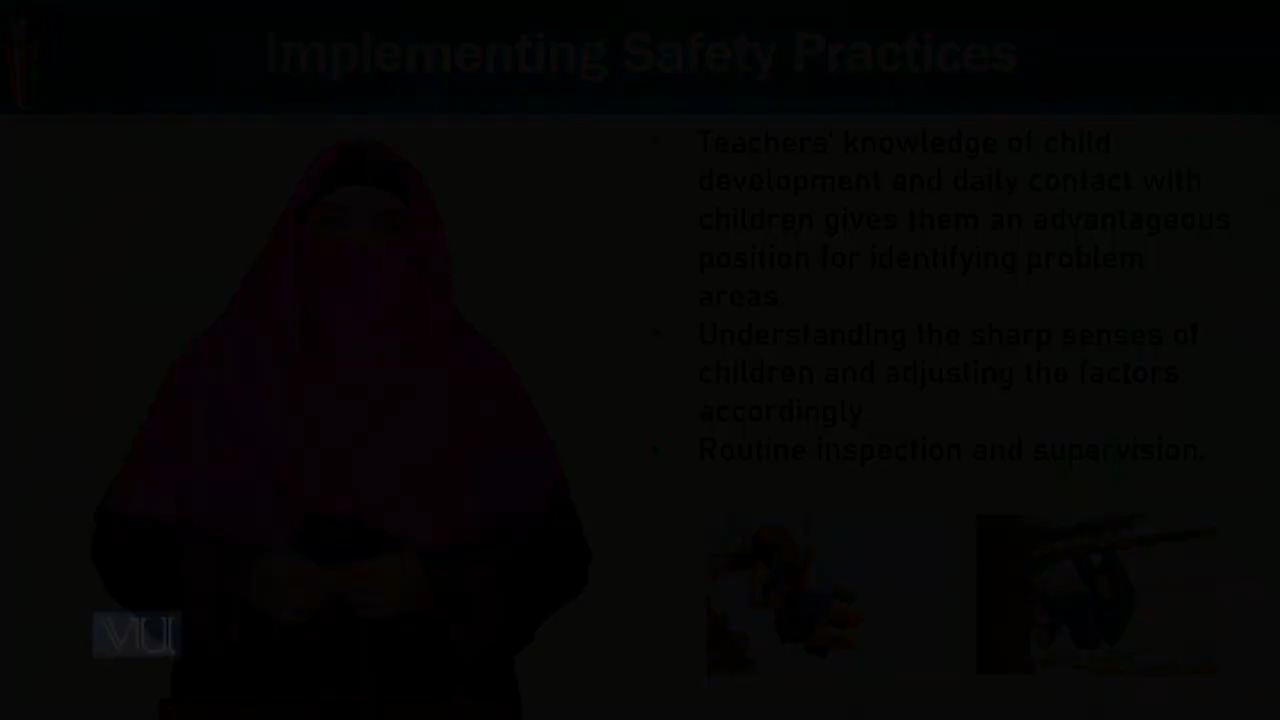 Implementing Safety Practices
Teachers' knowledge of child
development and daily contact with
children gives them an advantageous
position for identifying problem
areas.
Understanding the sharp senses of
children and adjusting the factors
accordingly.
Routine inspection and supervision.
VU